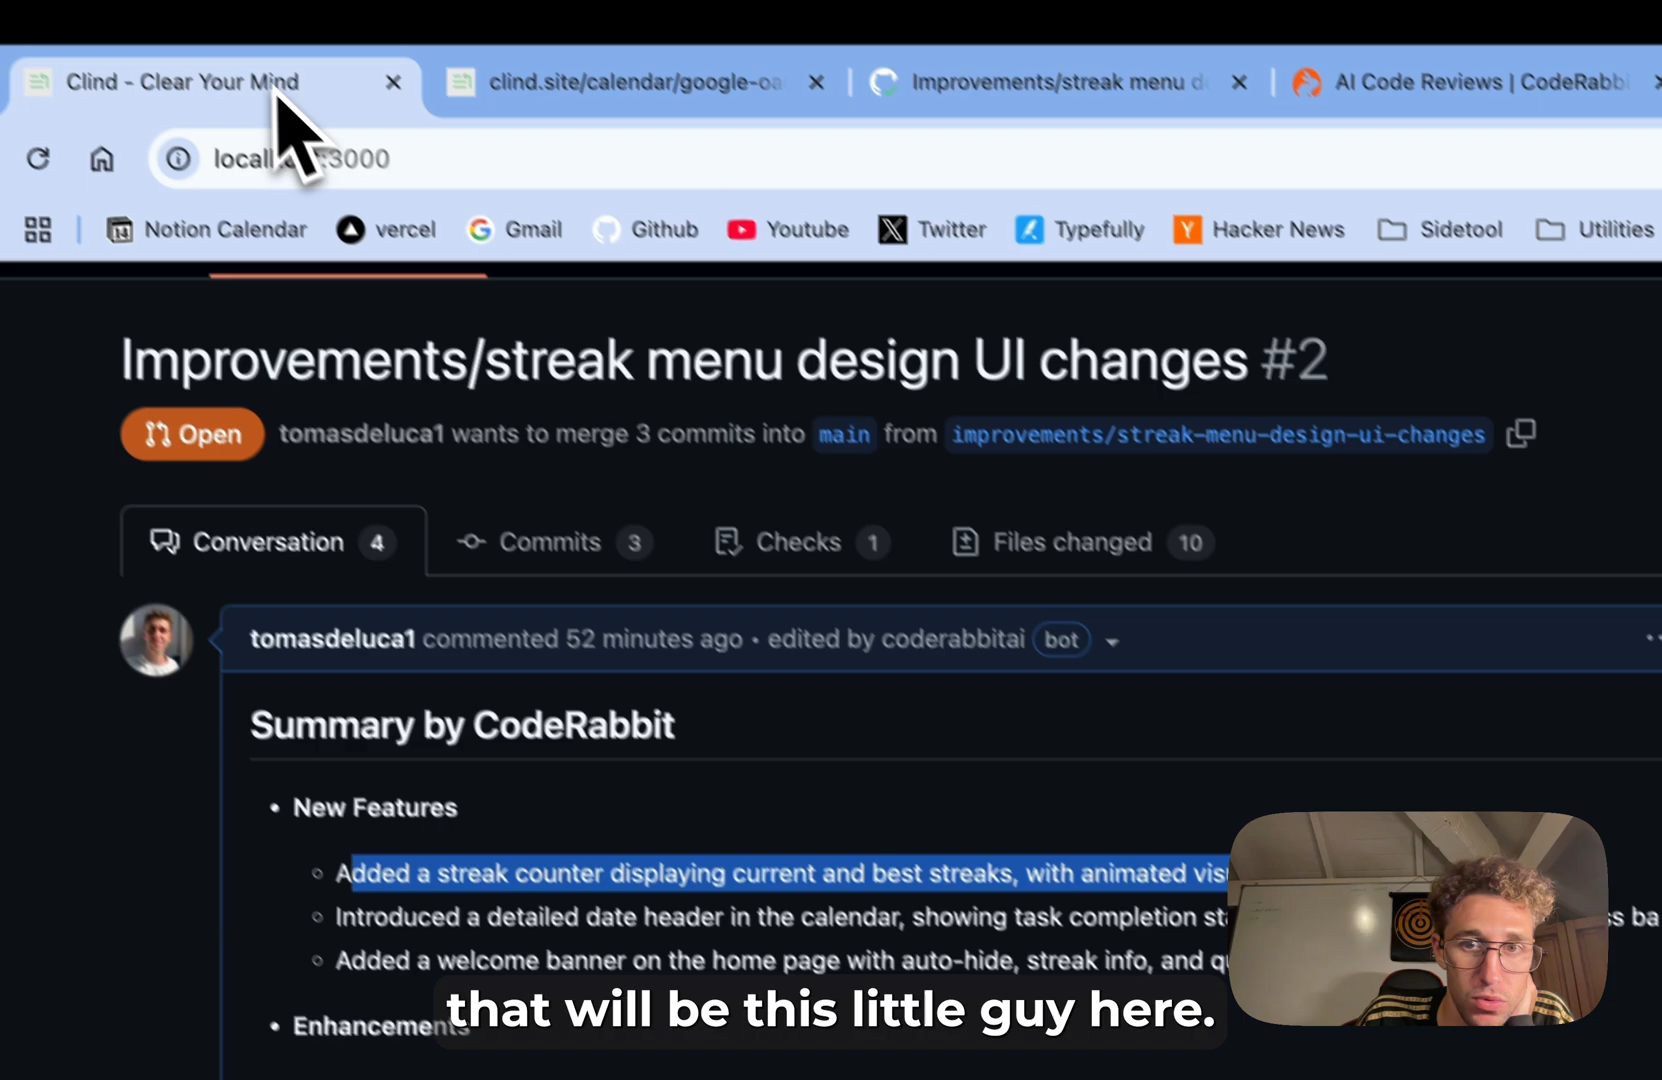 Clind - Clear Your Mind
clind.site/calendar/google-oa
Improvements/streak menu d
AI Code Reviews | CodeRabbi
3000
Notion Calendar
vercel
Gmail
Github
Youtube
Twitter
Typefully
Hacker News
Sidetool
Utilities
Improvements/streak menu design UI changes #2
Open
tomasdeluca1 wants to merge 3 commits into main from improvements/streak-menu-design-ui-changes
Conversation 4
Commits 3
Checks 1
Files changed 10
tomasdeluca1 commented 52 minutes ago • edited by coderabbitai bot
Summary by CodeRabbit
• New Features
Added a streak counter displaying current and best streaks, with animated vis
Introduced a detailed date header in the calendar, showing task completion st
Added a welcome banner on the home page with auto-hide, streak info, and q
• Enhancements
that will be this little guy here.